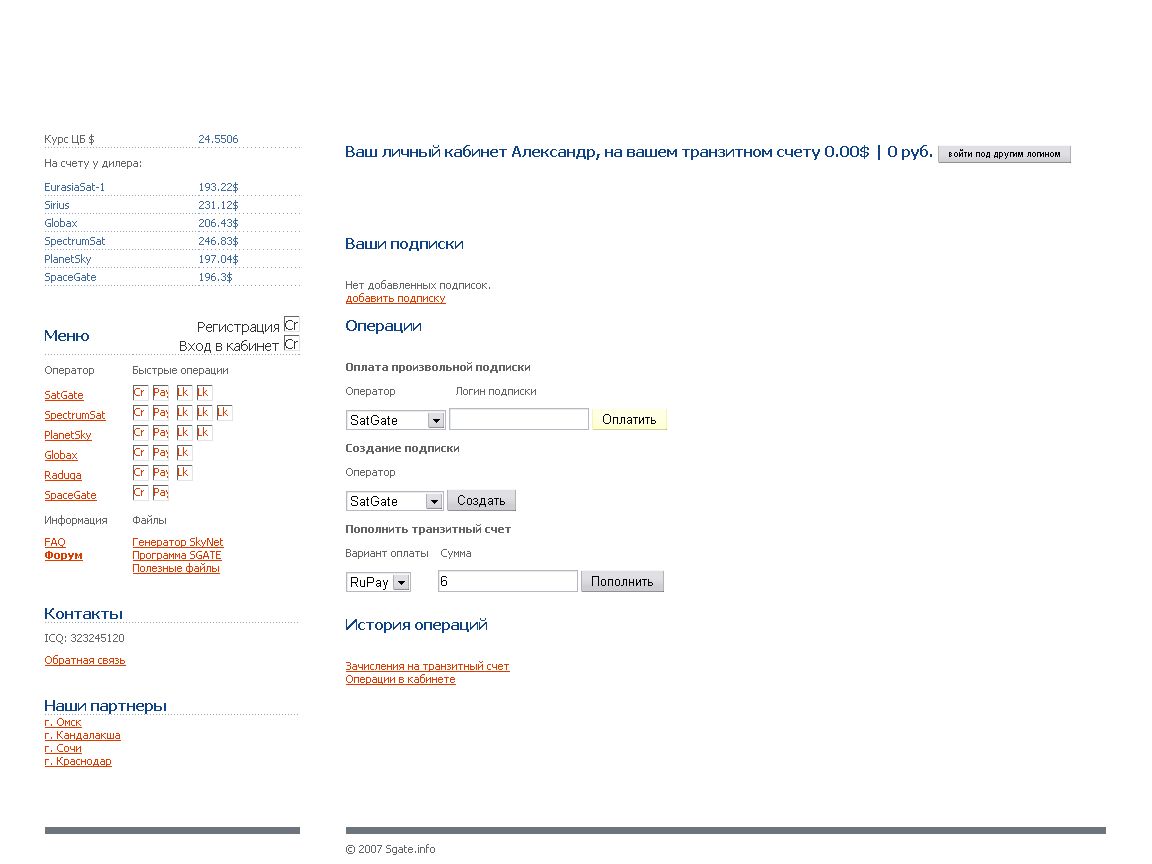 Курс ЦБ $ 24.5506
На счету у дилера:
EurasiaSat-1 193.22$
Sirius 231.12$
Globax 206.43$
SpectrumSat 246.83$
PlanetSky 197.04$
SpaceGate 196.3$
Меню
Регистрация Cr
Вход в кабинет Cr
Оператор Быстрые операции
SatGate Cr Pay Lk Lk
SpectrumSat Cr Pay Lk Lk Lk
PlanetSky Cr Pay Lk Lk
Globax Cr Pay Lk
Raduga Cr Pay Lk
SpaceGate Cr Pay
Информация Файлы
FAQ Генератор SkyNet
Форум Программа SGATE
Полезные файлы
Контакты
ICQ: 323245120
Обратная связь
Наши партнеры
г. Омск
г. Кандалакша
г. Сочи
г. Краснодар
Ваш личный кабинет Александр, на вашем транзитном счету 0.00$ | 0 руб. войти под другим логином
Ваши подписки
Нет добавленных подписок.
добавить подписку
Операции
Оплата произвольной подписки
Оператор Логин подписки
SatGate Оплатить
Создание подписки
Оператор
SatGate Создать
Пополнить транзитный счет
Вариант оплаты Сумма
RuPay 6 Пополнить
История операций
Зачисления на транзитный счет
Операции в кабинете
© 2007 Sgate.info